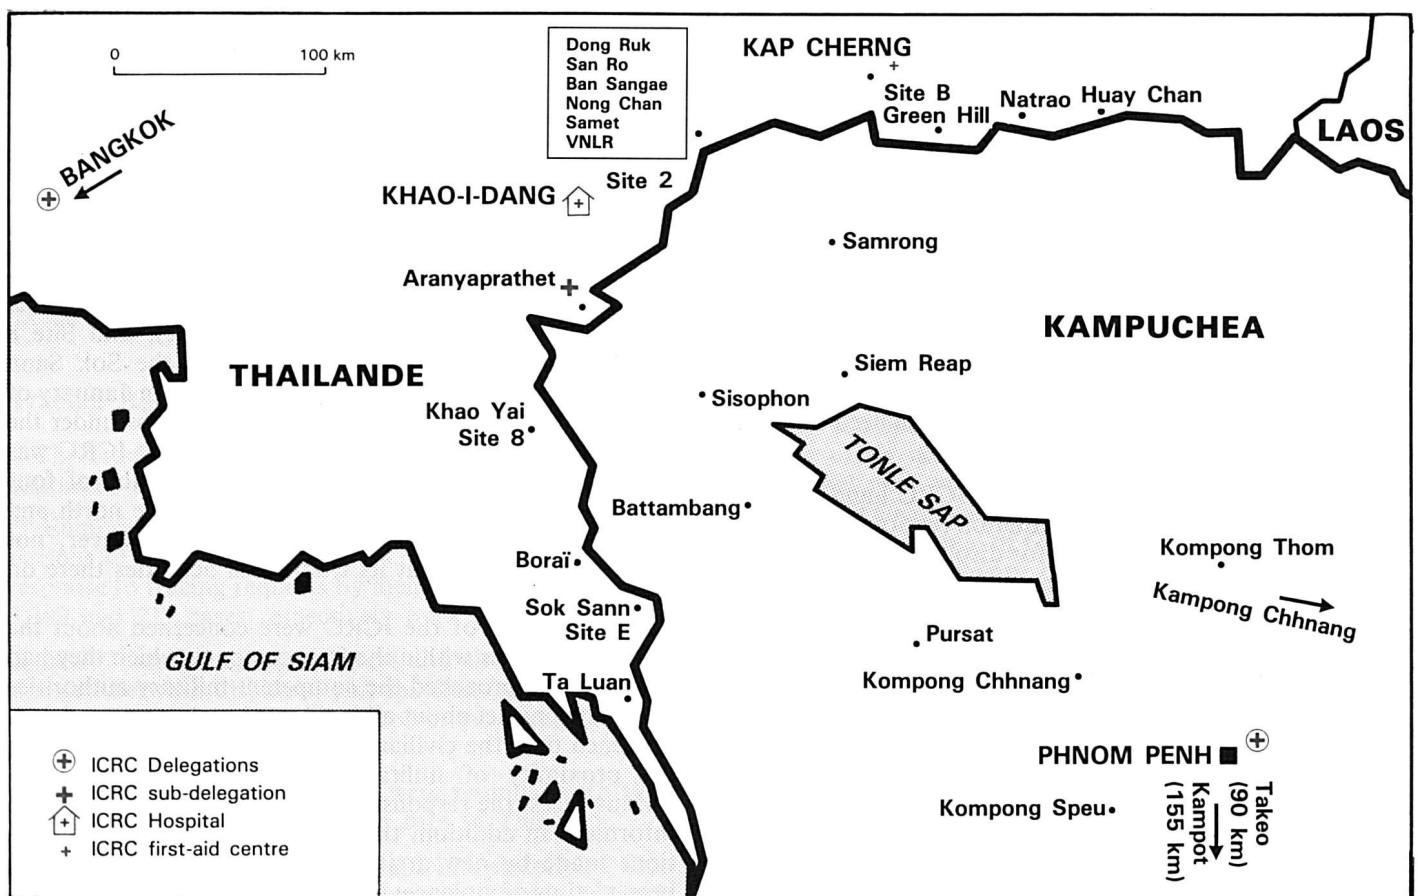 0 100 km
BANGKOK
Dong Ruk
San Ro
Ban Sangae
Nong Chan
Samet
VNLR
KAP CHERNG
Site B
Green Hill
Natrao
Huay Chan
LAOS
KHAO-I-DANG
Site 2
Samrong
Aranyaprathet
KAMPUCHEA
THAILANDE
Siem Reap
Sisophon
Khao Yai
Site 8
TONLE SAP
Battambang
Kompong Thom
Kampong Chhnang
Boraï
Sok Sann
Site E
Pursat
GULF OF SIAM
Ta Luan
Kompong Chhnang
PHNOM PENH
Kompong Speu
Takeo
(90 km)
Kampot
(155 km)
ICRC Delegations
ICRC sub-delegation
ICRC Hospital
ICRC first-aid centre